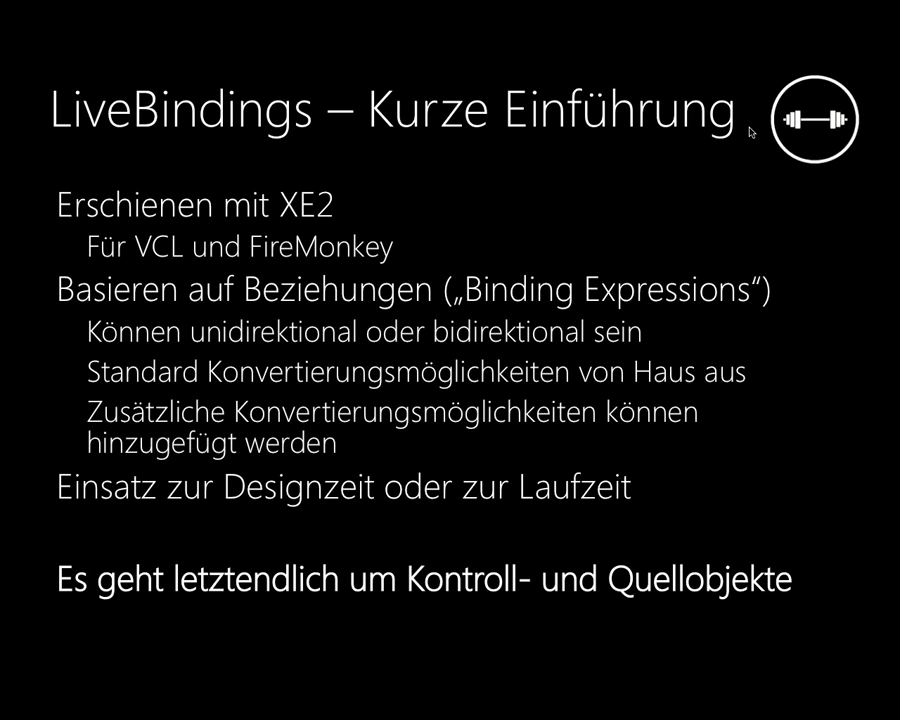 LiveBindings – Kurze Einführung
Erschienen mit XE2
Für VCL und FireMonkey
Basieren auf Beziehungen („Binding Expressions“)
Können unidirektional oder bidirektional sein
Standard Konvertierungsmöglichkeiten von Haus aus
Zusätzliche Konvertierungsmöglichkeiten können
hinzugefügt werden
Einsatz zur Designzeit oder zur Laufzeit
Es geht letztendlich um Kontroll- und Quellobjekte